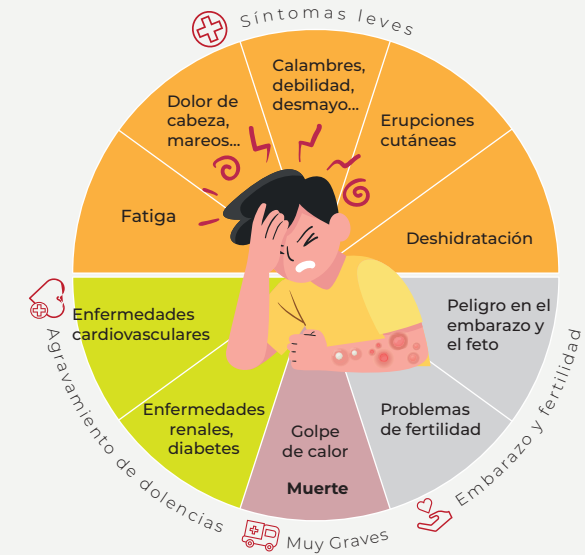 Síntomas leves
Calambres,
debilidad,
desmayo...
Dolor de
cabeza,
mareos...
Erupciones
cutáneas
Fatiga
Deshidratación
Enfermedades
cardiovasculares
Peligro en el
embarazo y
el feto
Enfermedades
renales,
diabetes
Golpe
de calor
Muerte
Problemas
de fertilidad
Agravamiento de dolencias
Muy Graves
Embarazo y fertilidad